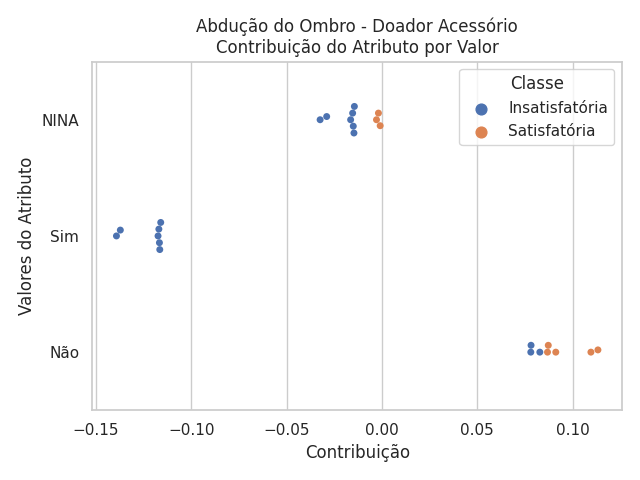 Abdução do Ombro - Doador Acessório
Contribuição do Atributo por Valor
Classe
Insatisfatória
Satisfatória
Valores do Atributo
NINA
Sim
Não
−0.15
−0.10
−0.05
0.00
0.05
0.10
Contribuição